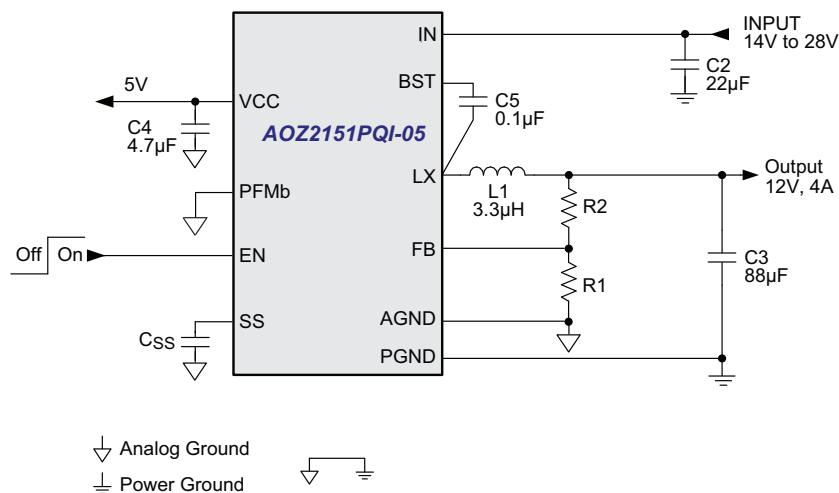 IN
INPUT
14V to 28V
C2
22µF
BST
C5
0.1µF
5V
VCC
C4
4.7µF
AOZ2151PQI-05
LX
L1
3.3µH
Output
12V, 4A
PFMb
R2
Off
On
EN
FB
C3
88µF
R1
SS
CSS
AGND
PGND
Analog Ground
Power Ground